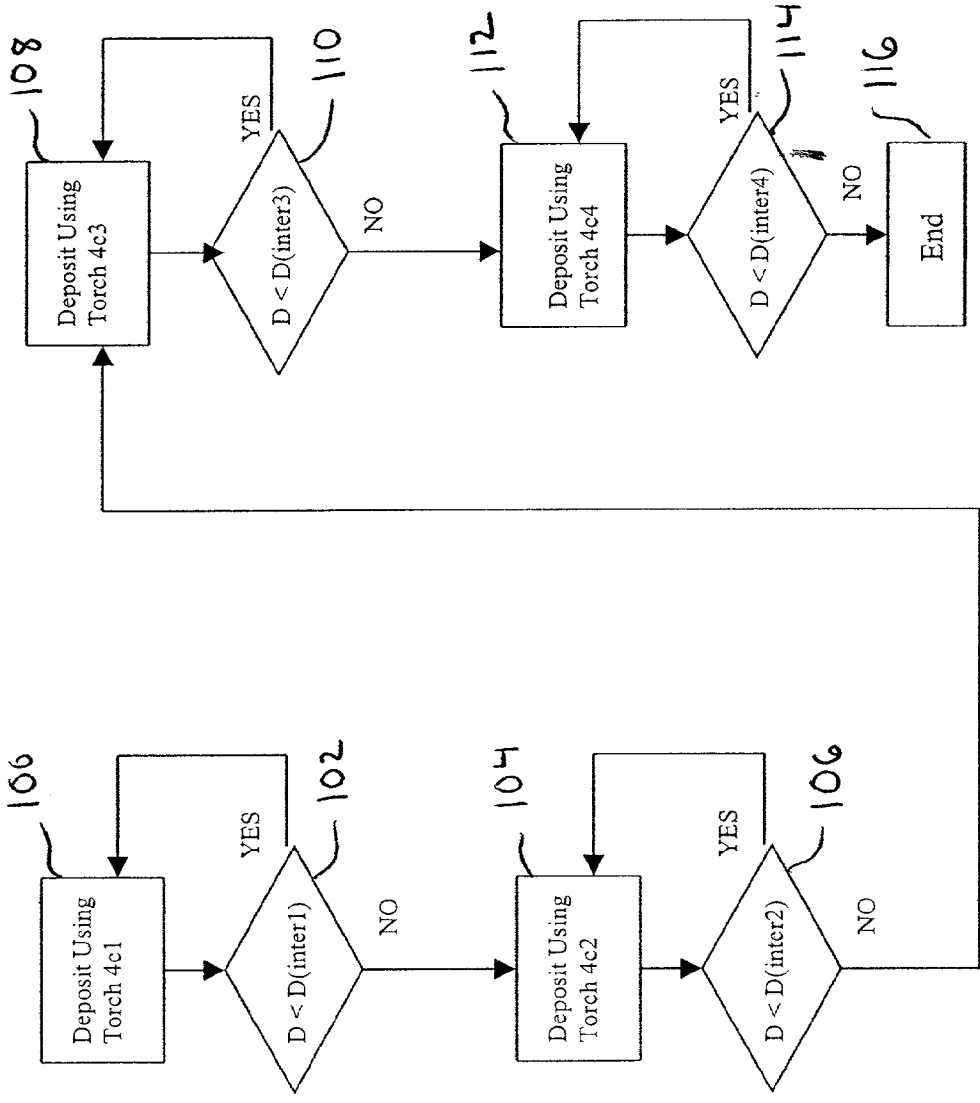 100
Deposit Using
Torch 4c1
102
D < D(inter1)
YES
NO
104
Deposit Using
Torch 4c2
106
D < D(inter2)
YES
NO
108
Deposit Using
Torch 4c3
110
D < D(inter3)
YES
NO
112
Deposit Using
Torch 4c4
114
D < D(inter4)
YES
NO
116
End